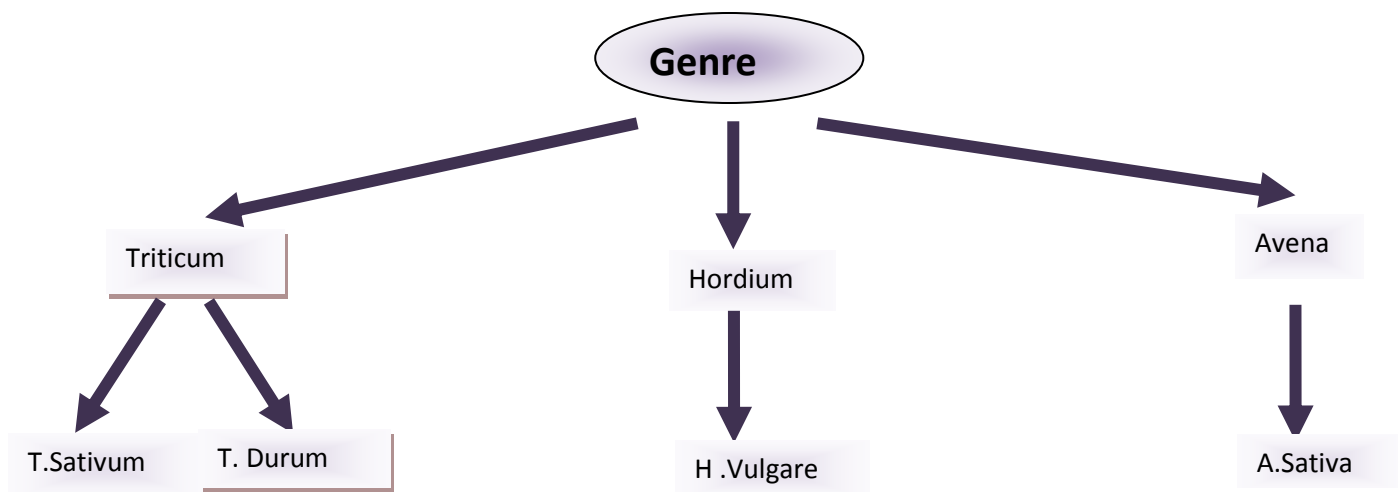 Genre
Triticum
Hordium
Avena
T.Sativum
T. Durum
H .Vulgare
A.Sativa